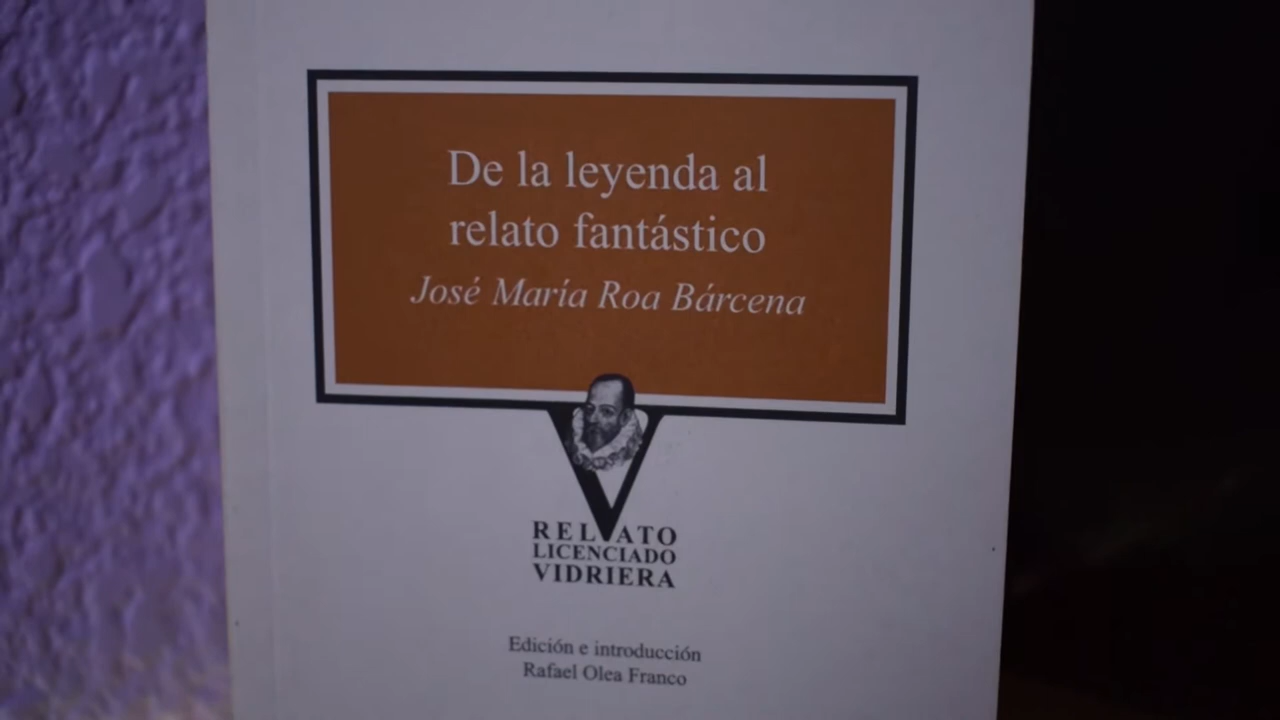 De la leyenda al
relato fantástico
José María Roa Bárcena
RELATO
LICENCIADO
VIDRIERA
Edición e introducción
Rafael Olea Franco